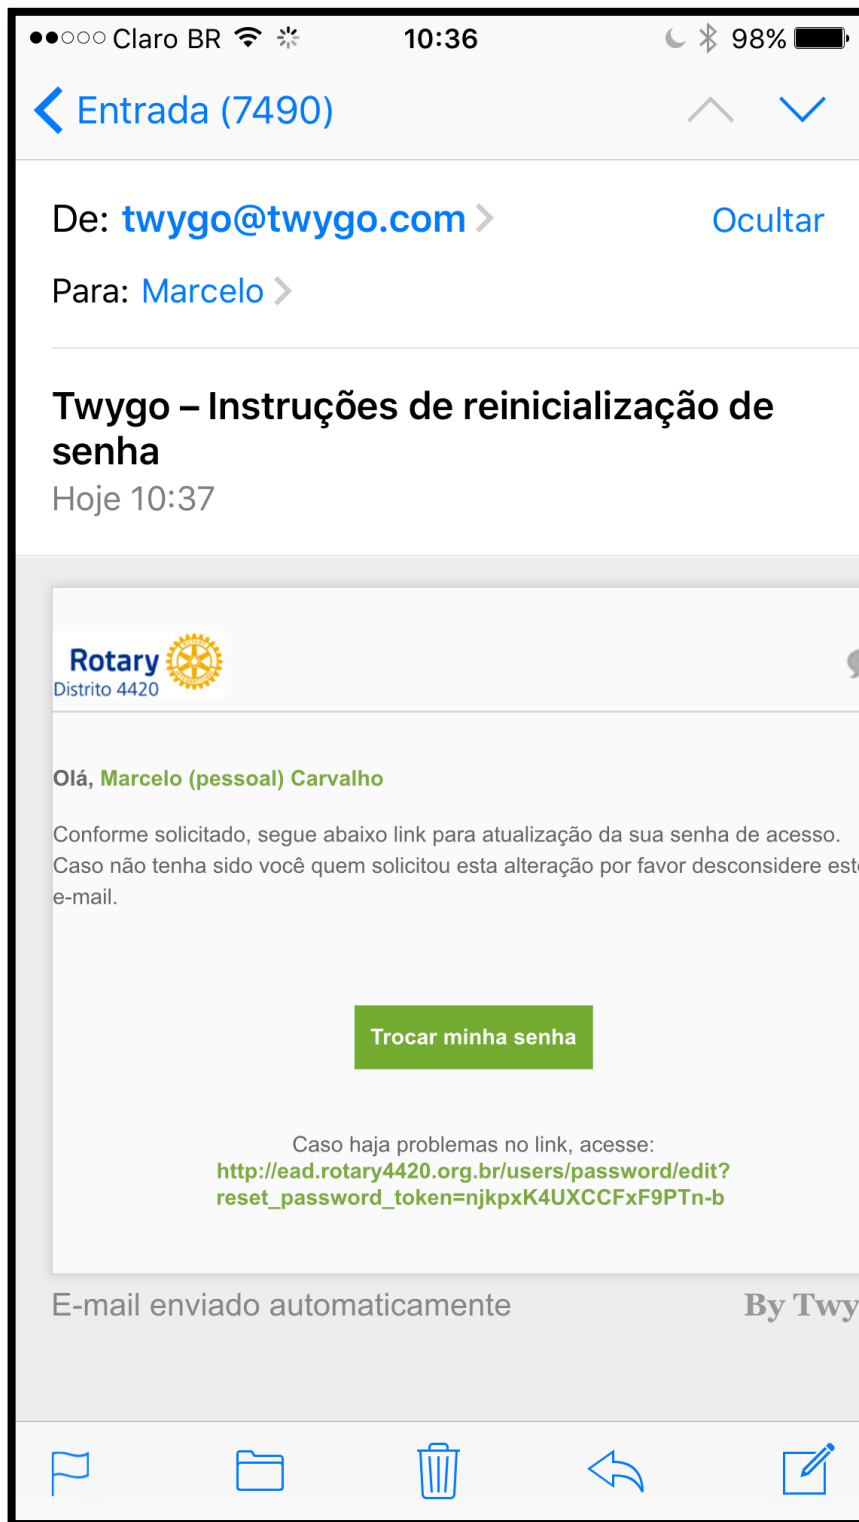 Claro BR 10:36 98%
Entrada (7490)
De: twygo@twygo.com Ocultar
Para: Marcelo
Twygo – Instruções de reinicialização de
senha
Hoje 10:37
Rotary
Distrito 4420
Olá, Marcelo (pessoal) Carvalho
Conforme solicitado, segue abaixo link para atualização da sua senha de acesso.
Caso não tenha sido você quem solicitou esta alteração por favor desconsidere este
e-mail.
Trocar minha senha
Caso haja problemas no link, acesse:
http://ead.rotary4420.org.br/users/password/edit?
reset_password_token=njkpxK4UXCCFxF9PTn-b
E-mail enviado automaticamente By Twy